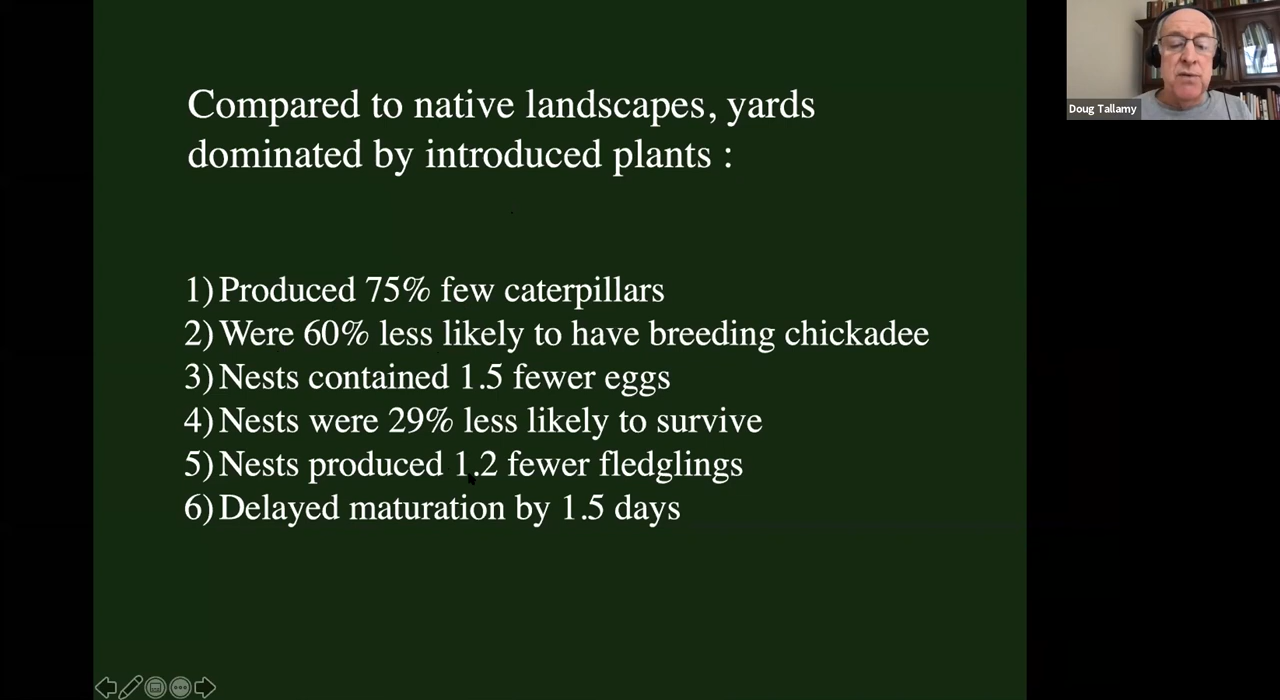 Compared to native landscapes, yards
dominated by introduced plants :
1) Produced 75% few caterpillars
2) Were 60% less likely to have breeding chickadee
3) Nests contained 1.5 fewer eggs
4) Nests were 29% less likely to survive
5) Nests produced 1.2 fewer fledglings
6) Delayed maturation by 1.5 days
Doug Tallamy